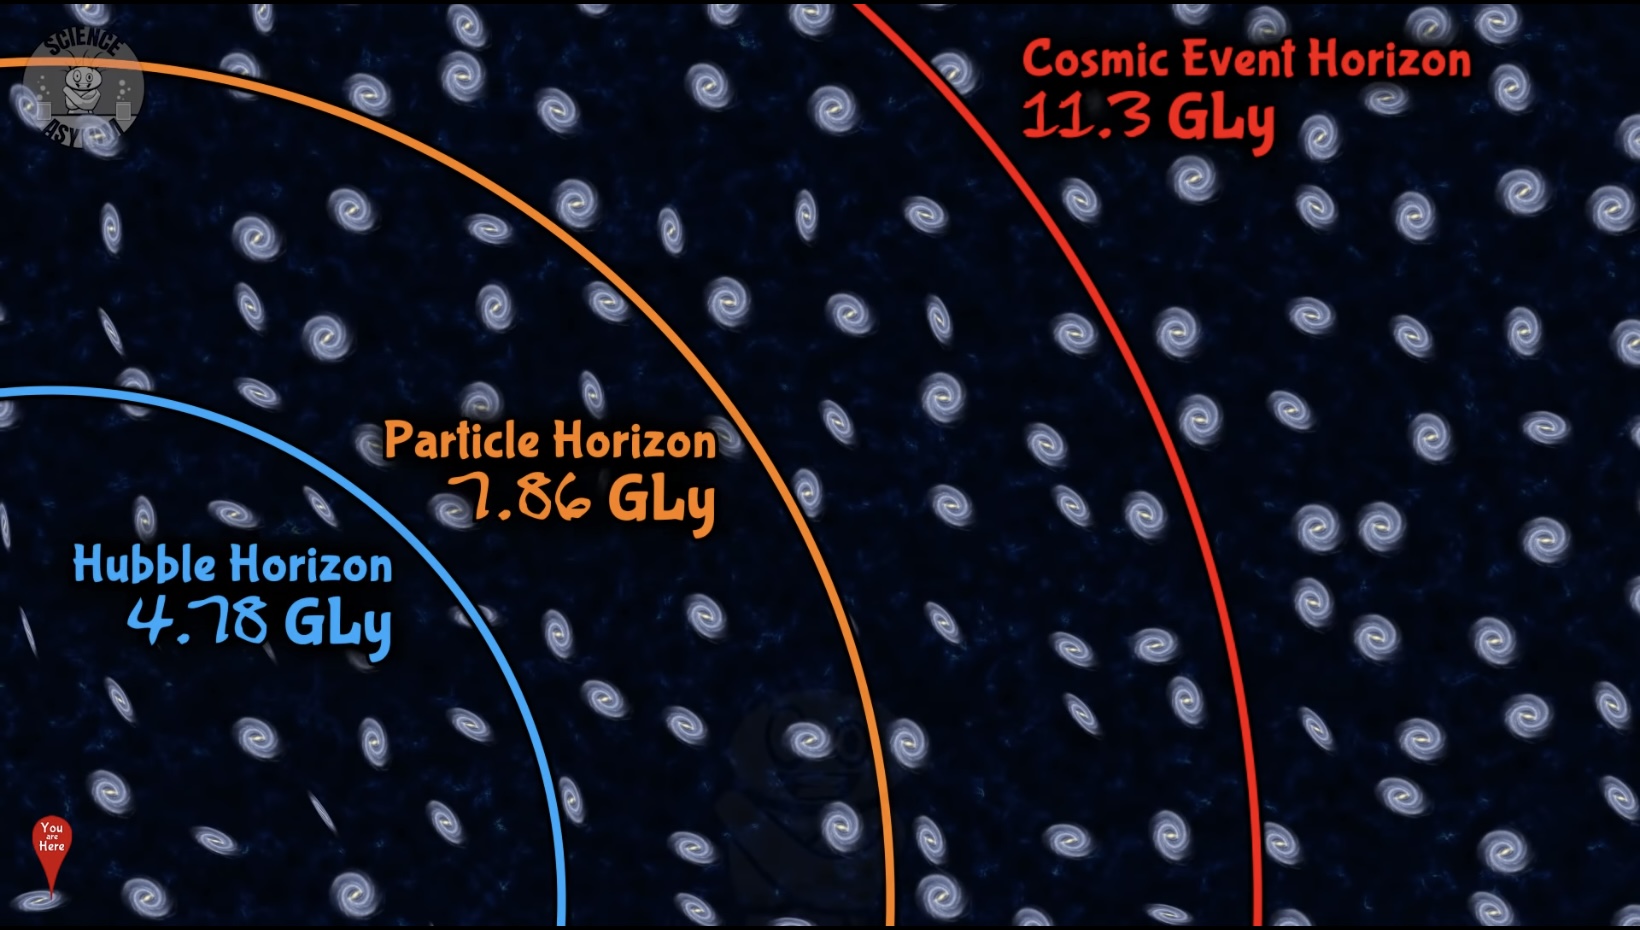 SCIENCE
ASYLUM
Cosmic Event Horizon
11.3 GLy
Particle Horizon
7.86 GLy
Hubble Horizon
4.78 GLy
You
are
Here